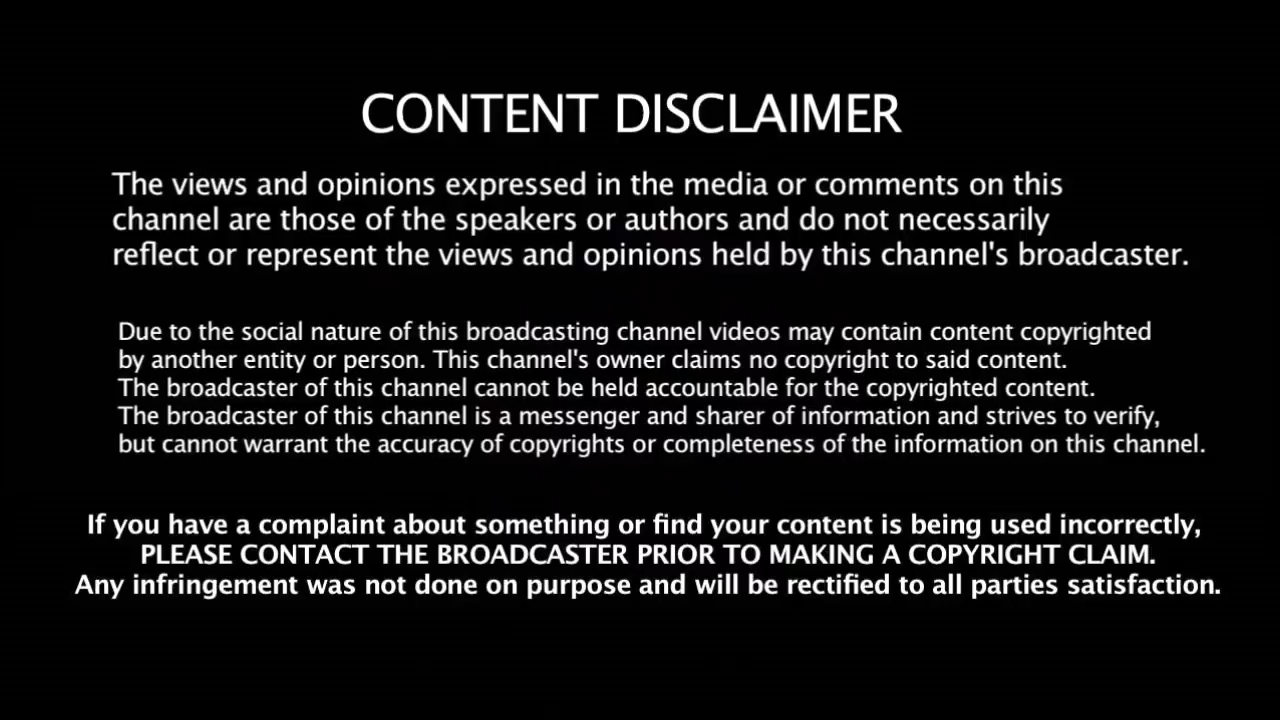 CONTENT DISCLAIMER
The views and opinions expressed in the media or comments on this
channel are those of the speakers or authors and do not necessarily
reflect or represent the views and opinions held by this channel's broadcaster.
Due to the social nature of this broadcasting channel videos may contain content copyrighted
by another entity or person. This channel's owner claims no copyright to said content.
The broadcaster of this channel cannot be held accountable for the copyrighted content.
The broadcaster of this channel is a messenger and sharer of information and strives to verify,
but cannot warrant the accuracy of copyrights or completeness of the information on this channel.
If you have a complaint about something or find your content is being used incorrectly,
PLEASE CONTACT THE BROADCASTER PRIOR TO MAKING A COPYRIGHT CLAIM.
Any infringement was not done on purpose and will be rectified to all parties satisfaction.